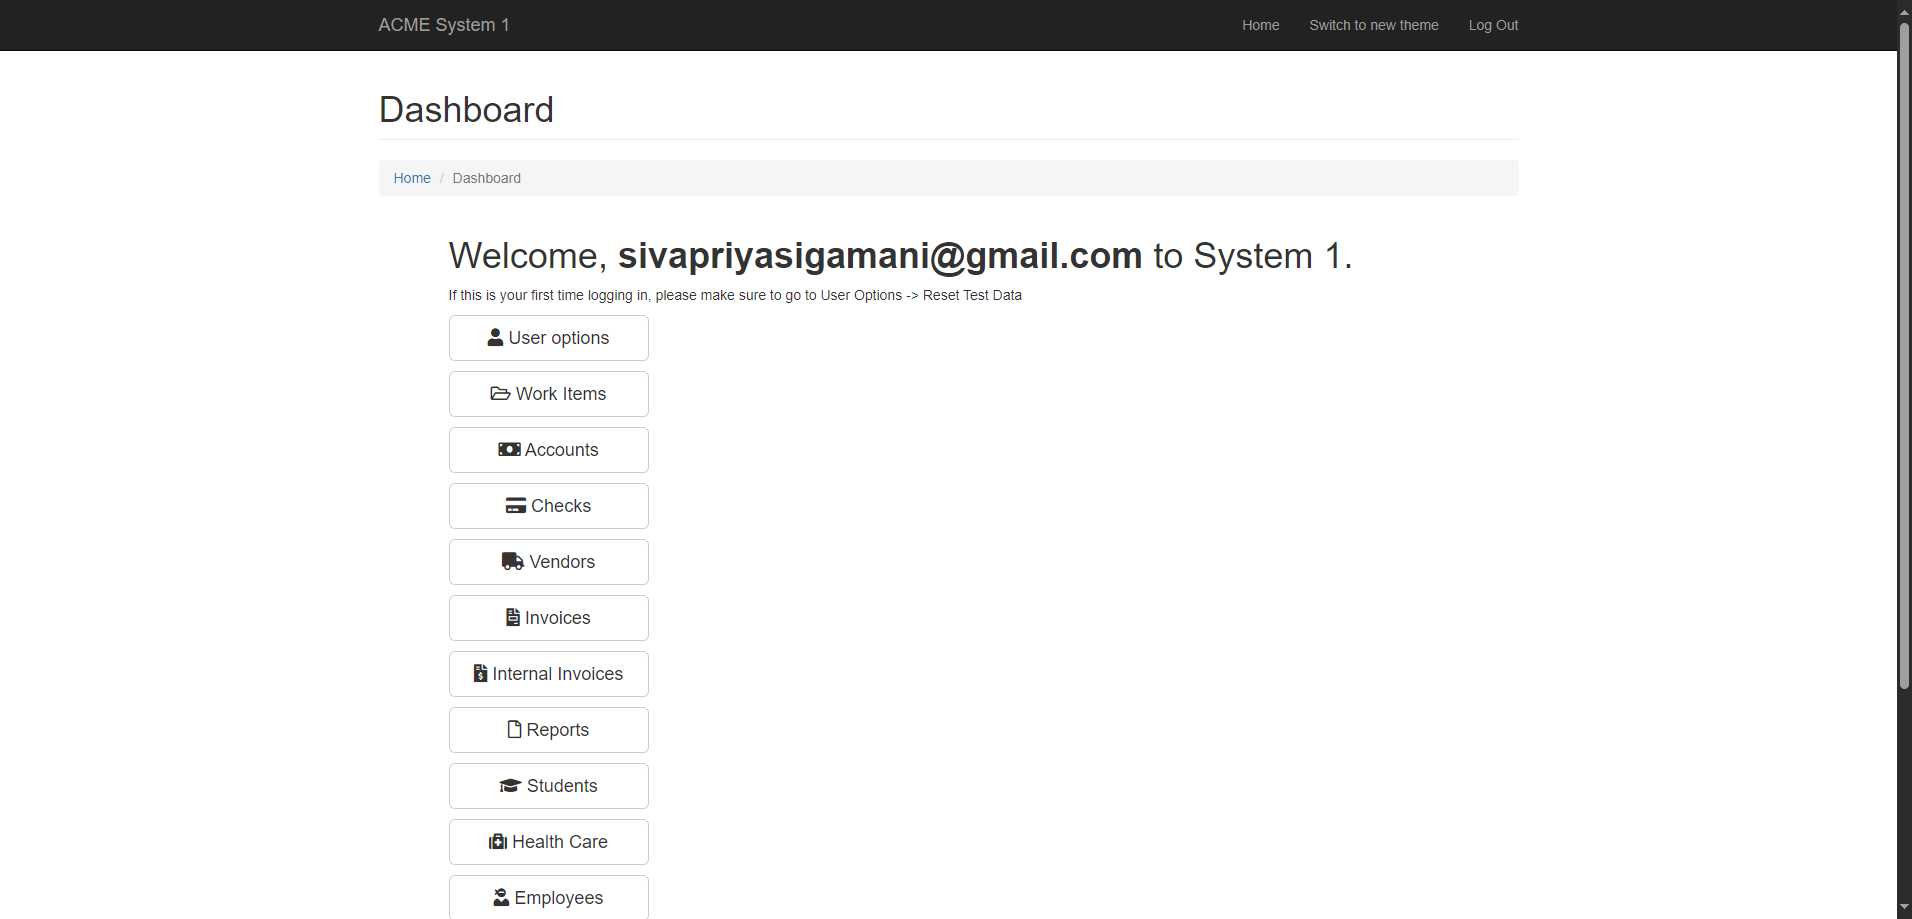 ACME System 1
Home
Switch to new theme
Log Out
Dashboard
Home / Dashboard
Welcome, sivapriyasigamani@gmail.com to System 1.
If this is your first time logging in, please make sure to go to User Options -> Reset Test Data
User options
Work Items
Accounts
Checks
Vendors
Invoices
Internal Invoices
Reports
Students
Health Care
Employees